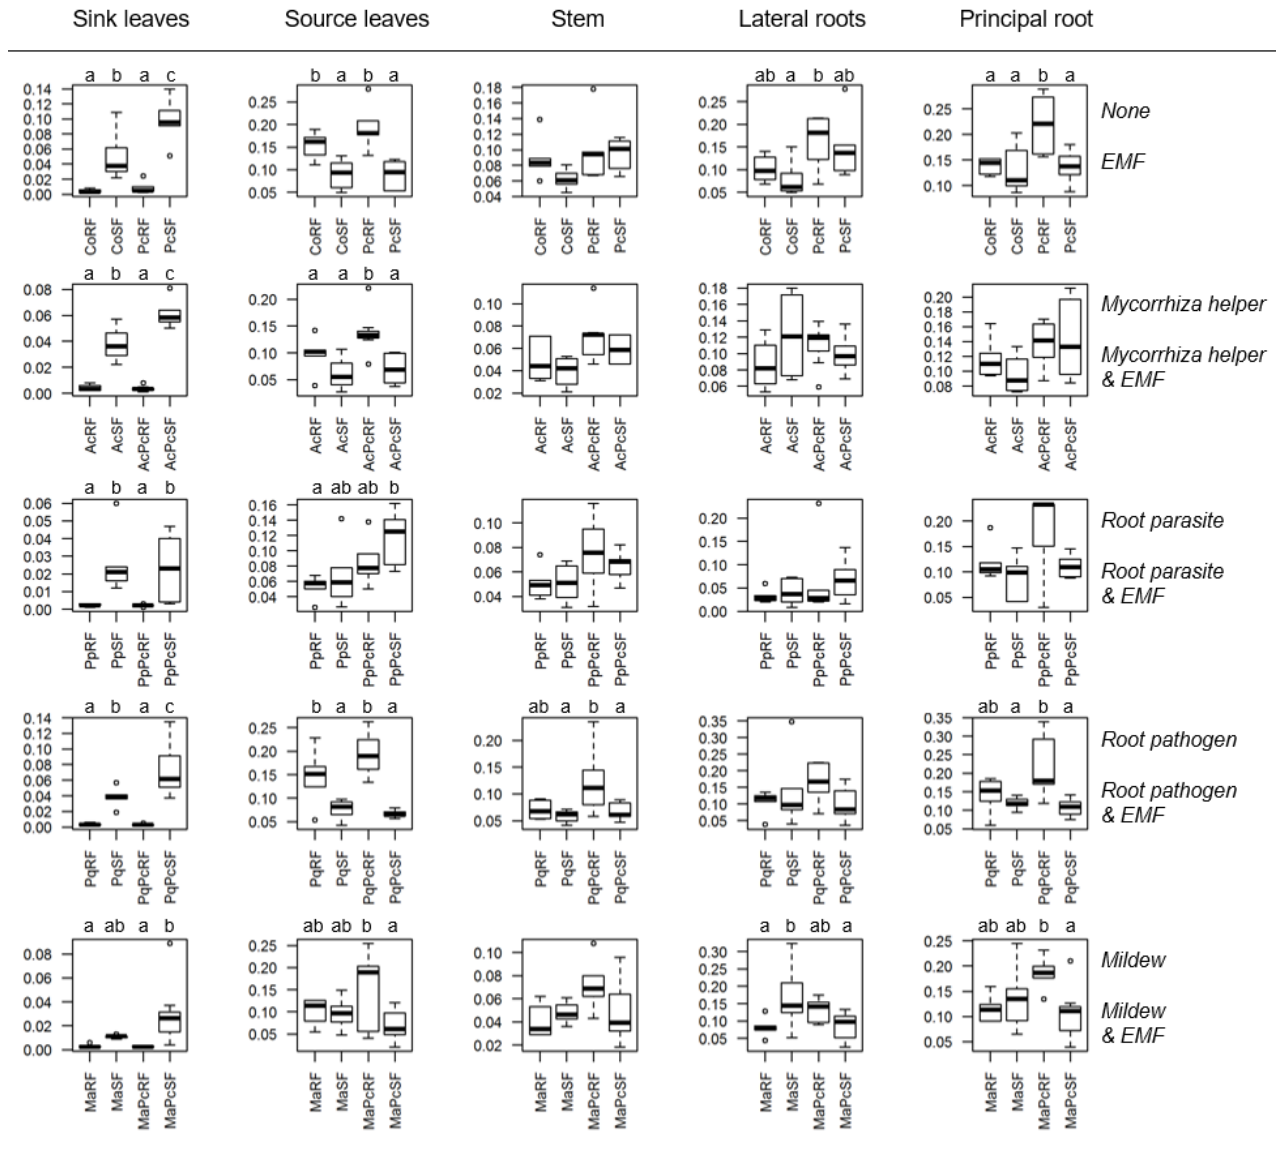 Sink leaves Source leaves Stem Lateral roots Principal root
a b a c
0.14
0.12
0.10
0.08
0.06
0.04
0.02
0.00
CoRF CoSF PcRF PcSF
b a b a
0.25
0.20
0.15
0.10
0.05
CoRF CoSF PcRF PcSF
0.18
0.16
0.14
0.12
0.10
0.08
0.06
0.04
CoRF CoSF PcRF PcSF
ab a b ab
0.25
0.20
0.15
0.10
0.05
CoRF CoSF PcRF PcSF
a a b a
0.25
0.20
0.15
0.10
CoRF CoSF PcRF PcSF
None
EMF
a b a c
0.08
0.06
0.04
0.02
0.00
AcRF AcSF AcPcRF AcPcSF
a a b a
0.20
0.15
0.10
0.05
AcRF AcSF AcPcRF AcPcSF
0.10
0.08
0.06
0.04
0.02
AcRF AcSF AcPcRF AcPcSF
0.18
0.16
0.14
0.12
0.10
0.08
0.06
AcRF AcSF AcPcRF AcPcSF
0.20
0.18
0.16
0.14
0.12
0.10
0.08
AcRF AcSF AcPcRF AcPcSF
Mycorrhiza helper
Mycorrhiza helper
& EMF
a b a b
0.06
0.05
0.04
0.03
0.02
0.01
0.00
PpRF PpSF PpPcRF PpPcSF
a ab ab b
0.16
0.14
0.12
0.10
0.08
0.06
0.04
PpRF PpSF PpPcRF PpPcSF
0.10
0.08
0.06
0.04
PpRF PpSF PpPcRF PpPcSF
0.20
0.15
0.10
0.05
0.00
PpRF PpSF PpPcRF PpPcSF
0.20
0.15
0.10
0.05
PpRF PpSF PpPcRF PpPcSF
Root parasite
Root parasite
& EMF
a b a c
0.14
0.12
0.10
0.08
0.06
0.04
0.02
0.00
PqRF PqSF PqPcRF PqPcSF
b a b a
0.25
0.20
0.15
0.10
0.05
PqRF PqSF PqPcRF PqPcSF
ab a b a
0.20
0.15
0.10
0.05
PqRF PqSF PqPcRF PqPcSF
0.35
0.30
0.25
0.20
0.15
0.10
0.05
PqRF PqSF PqPcRF PqPcSF
ab a b a
0.35
0.30
0.25
0.20
0.15
0.10
0.05
PqRF PqSF PqPcRF PqPcSF
Root pathogen
Root pathogen
& EMF
a ab a b
0.08
0.06
0.04
0.02
0.00
MaRF MaSF MaPcRF MaPcSF
ab ab b a
0.25
0.20
0.15
0.10
0.05
MaRF MaSF MaPcRF MaPcSF
0.10
0.08
0.06
0.04
0.02
MaRF MaSF MaPcRF MaPcSF
a b ab a
0.30
0.25
0.20
0.15
0.10
0.05
MaRF MaSF MaPcRF MaPcSF
ab ab b a
0.25
0.20
0.15
0.10
0.05
MaRF MaSF MaPcRF MaPcSF
Mildew
Mildew
& EMF